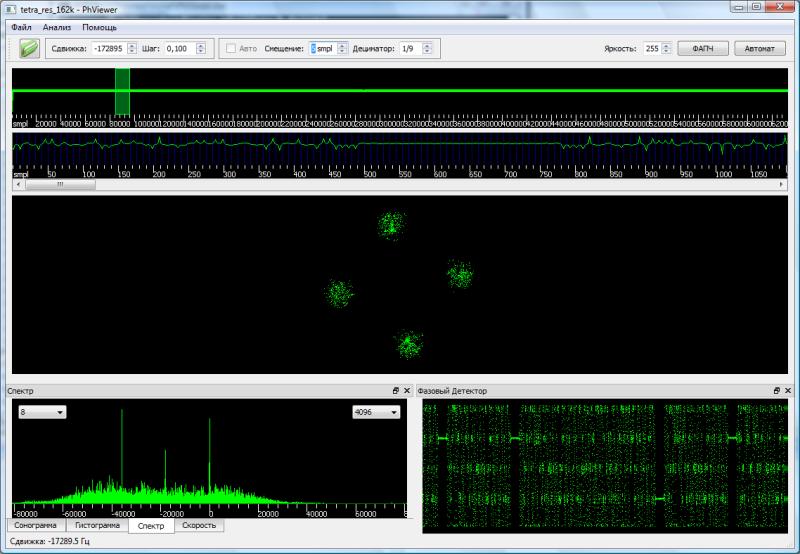 tetra_res_162k - PhViewer
Файл Анализ Помощь
Сдвижка: -172895 Шаг: 0,100 Авто Смещение: 0 smpl Дециматор: 1/9 Яркость: 255 ФАПЧ Автомат
smpl 20000 40000 60000 80000 100000 120000 140000 160000 180000 200000 220000 240000 260000 280000 300000 320000 340000 360000 380000 400000 420000 440000 460000 480000 500000 520000 540000 560000 580000 600000
smpl 50 100 150 200 250 300 350 400 450 500 550 600 650 700 750 800 850 900 950 1000 1050
Спектр Фазовый Детектор
8 4096
-80000 -60000 -40000 -20000 0 20000 40000 60000
Сонограмма Гистограмма Спектр Скорость
Сдвижка: -17289.5 Гц